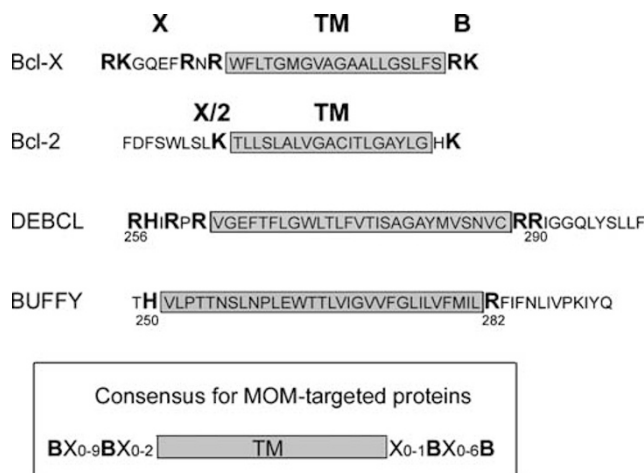 X TM B
Bcl-X RKGQEFRNR WFLTGMGVAGAALLGSLFS RK
X/2 TM
Bcl-2 FDFSWLSLK TLLSLALVGACITLGAYLG HK
DEBCL RHIRPR VGEFTFLGWLTLFVTISAGAYMVSNVC RRIGGQLYSLLF
256 290
BUFFY TH VLPTTNSLNPLEWTTLVIGVVFGLILVFMIL RFIFNLIVPKIYQ
250 282
Consensus for MOM-targeted proteins
BX0-9BX0-2 TM X0-1BX0-6B